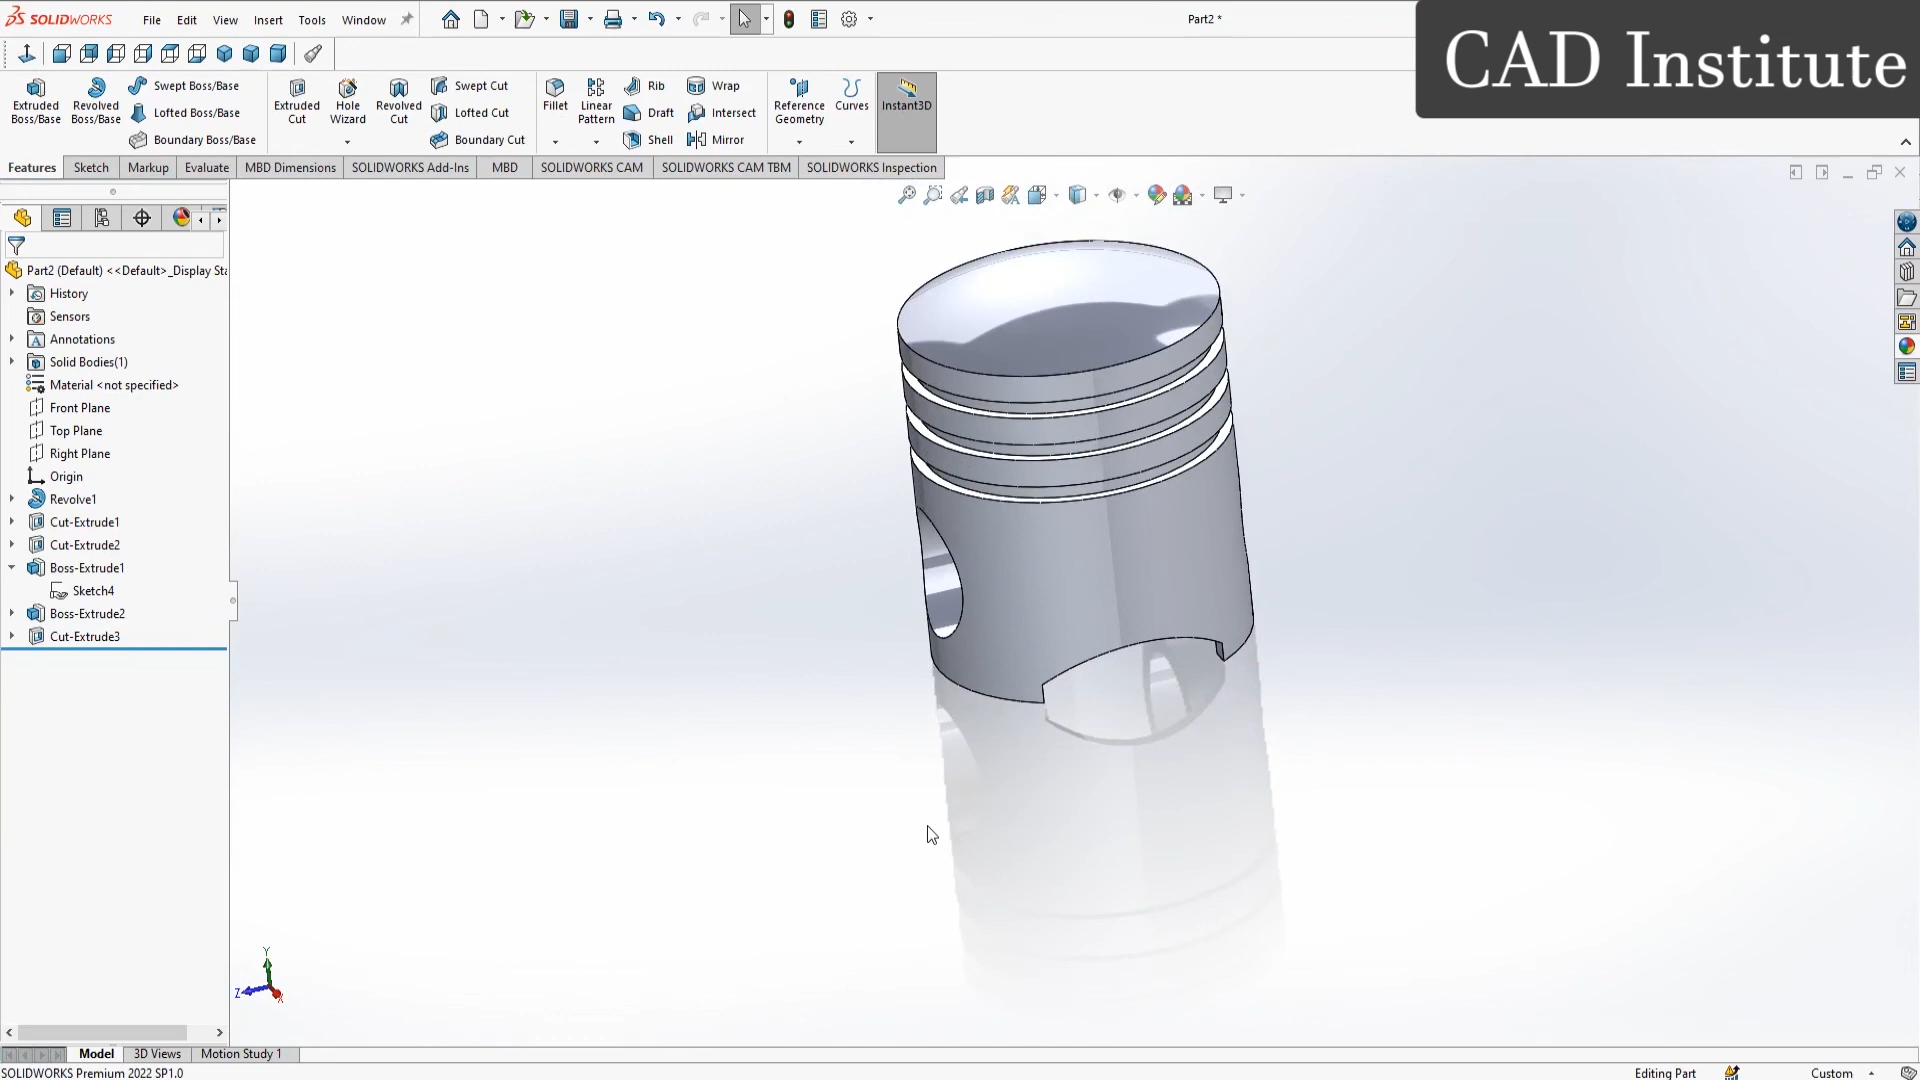 SOLIDWORKS File Edit View Insert Tools Window Part2 *
CAD Institute
Extruded Boss/Base
Revolved Boss/Base
Swept Boss/Base
Lofted Boss/Base
Boundary Boss/Base
Extruded Cut
Hole Wizard
Revolved Cut
Swept Cut
Lofted Cut
Boundary Cut
Fillet
Linear Pattern
Rib
Draft
Shell
Wrap
Intersect
Mirror
Reference Geometry
Curves
Instant3D
Features Sketch Markup Evaluate MBD Dimensions SOLIDWORKS Add-Ins MBD SOLIDWORKS CAM SOLIDWORKS CAM TBM SOLIDWORKS Inspection
Part2 (Default) <<Default>_Display Sta
History
Sensors
Annotations
Solid Bodies(1)
Material <not specified>
Front Plane
Top Plane
Right Plane
Origin
Revolve1
Cut-Extrude1
Cut-Extrude2
Boss-Extrude1
Sketch4
Boss-Extrude2
Cut-Extrude3
Y
Z
X
Model 3D Views Motion Study 1
SOLIDWORKS Premium 2022 SP1.0 Editing Part Custom